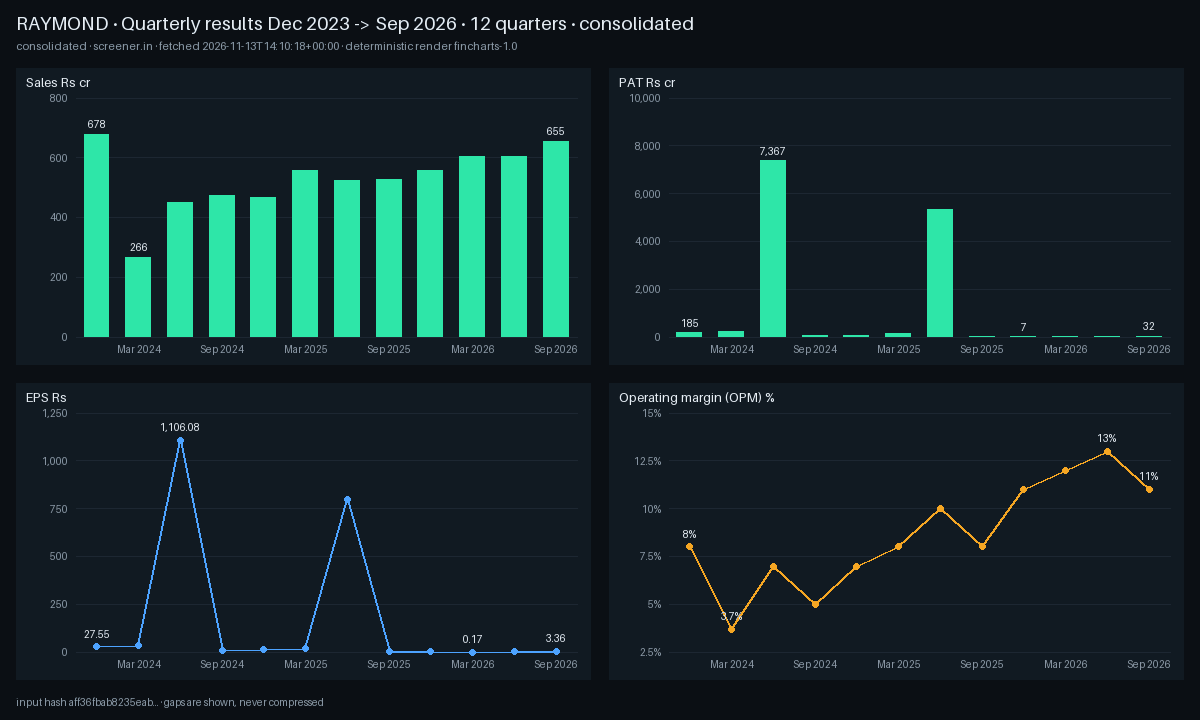 RAYMOND · Quarterly results Dec 2023 -> Sep 2026 · 12 quarters · consolidated
consolidated · screener.in · fetched 2026-11-13T14:10:18+00:00 · deterministic render fincharts-1.0
Sales Rs cr
800
600
400
200
0
678
266
655
Mar 2024
Sep 2024
Mar 2025
Sep 2025
Mar 2026
Sep 2026
PAT Rs cr
10,000
8,000
6,000
4,000
2,000
0
185
7,367
7
32
Mar 2024
Sep 2024
Mar 2025
Sep 2025
Mar 2026
Sep 2026
EPS Rs
1,250
1,000
750
500
250
0
27.55
1,106.08
0.17
3.36
Mar 2024
Sep 2024
Mar 2025
Sep 2025
Mar 2026
Sep 2026
Operating margin (OPM) %
15%
12.5%
10%
7.5%
5%
2.5%
8%
3.7%
13%
11%
Mar 2024
Sep 2024
Mar 2025
Sep 2025
Mar 2026
Sep 2026
input hash aff36fbab8235eab… · gaps are shown, never compressed